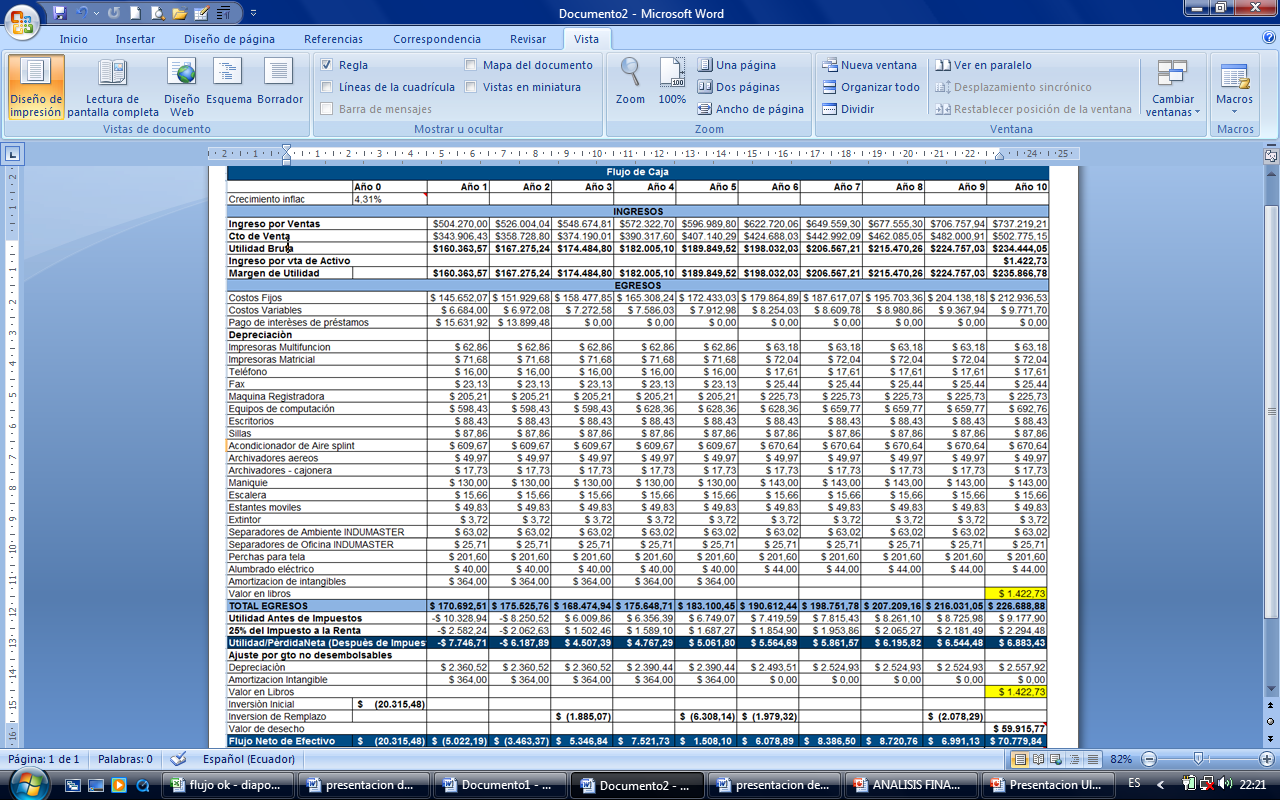 Documento2 - Microsoft Word
Inicio Insertar Diseño de página Referencias Correspondencia Revisar Vista
Diseño de impresión
Lectura de pantalla completa
Diseño Web
Esquema
Borrador
Vistas de documento
Regla
Líneas de la cuadrícula
Barra de mensajes
Mapa del documento
Vistas en miniatura
Mostrar u ocultar
Zoom
100%
Una página
Dos páginas
Ancho de página
Zoom
Nueva ventana
Organizar todo
Dividir
Ver en paralelo
Desplazamiento sincrónico
Restablecer posición de la ventana
Cambiar ventanas
Ventana
Macros
Macros
Flujo de Caja
Año 0 Año 1 Año 2 Año 3 Año 4 Año 5 Año 6 Año 7 Año 8 Año 9 Año 10
Crecimiento inflac 4,31%
INGRESOS
Ingreso por Ventas $504.270,00 $526.004,04 $548.674,81 $572.322,70 $596.989,80 $622.720,06 $649.559,30 $677.555,30 $706.757,94 $737.219,21
Cto de Venta $343.906,43 $358.728,80 $374.190,01 $390.317,60 $407.140,29 $424.688,03 $442.992,09 $462.085,05 $482.000,91 $502.775,15
Utilidad Bruta $160.363,57 $167.275,24 $174.484,80 $182.005,10 $189.849,52 $198.032,03 $206.567,21 $215.470,26 $224.757,03 $234.444,05
Ingreso por vta de Activo $1.422,73
Margen de Utilidad $160.363,57 $167.275,24 $174.484,80 $182.005,10 $189.849,52 $198.032,03 $206.567,21 $215.470,26 $224.757,03 $235.866,78
EGRESOS
Costos Fijos $ 145.652,07 $ 151.929,68 $ 158.477,85 $ 165.308,24 $ 172.433,03 $ 179.864,89 $ 187.617,07 $ 195.703,36 $ 204.138,18 $ 212.936,53
Costos Variables $ 6.684,00 $ 6.972,08 $ 7.272,58 $ 7.586,03 $ 7.912,98 $ 8.254,03 $ 8.609,78 $ 8.980,86 $ 9.367,94 $ 9.771,70
Pago de interèses de préstamos $ 15.631,92 $ 13.899,48 $ 0,00 $ 0,00 $ 0,00 $ 0,00 $ 0,00 $ 0,00 $ 0,00 $ 0,00
Depreciaciòn
Impresoras Multifuncion $ 62,86 $ 62,86 $ 62,86 $ 62,86 $ 62,86 $ 63,18 $ 63,18 $ 63,18 $ 63,18 $ 63,18
Impresoras Matricial $ 71,68 $ 71,68 $ 71,68 $ 71,68 $ 71,68 $ 72,04 $ 72,04 $ 72,04 $ 72,04 $ 72,04
Teléfono $ 16,00 $ 16,00 $ 16,00 $ 16,00 $ 16,00 $ 17,61 $ 17,61 $ 17,61 $ 17,61 $ 17,61
Fax $ 23,13 $ 23,13 $ 23,13 $ 23,13 $ 23,13 $ 25,44 $ 25,44 $ 25,44 $ 25,44 $ 25,44
Maquina Registradora $ 205,21 $ 205,21 $ 205,21 $ 205,21 $ 205,21 $ 225,73 $ 225,73 $ 225,73 $ 225,73 $ 225,73
Equipos de computación $ 598,43 $ 598,43 $ 598,43 $ 628,36 $ 628,36 $ 628,36 $ 659,77 $ 659,77 $ 659,77 $ 692,76
Escritorios $ 88,43 $ 88,43 $ 88,43 $ 88,43 $ 88,43 $ 88,43 $ 88,43 $ 88,43 $ 88,43 $ 88,43
Sillas $ 87,86 $ 87,86 $ 87,86 $ 87,86 $ 87,86 $ 87,86 $ 87,86 $ 87,86 $ 87,86 $ 87,86
Acondicionador de Aire splint $ 609,67 $ 609,67 $ 609,67 $ 609,67 $ 609,67 $ 670,64 $ 670,64 $ 670,64 $ 670,64 $ 670,64
Archivadores aereos $ 49,97 $ 49,97 $ 49,97 $ 49,97 $ 49,97 $ 49,97 $ 49,97 $ 49,97 $ 49,97 $ 49,97
Archivadores - cajonera $ 17,73 $ 17,73 $ 17,73 $ 17,73 $ 17,73 $ 17,73 $ 17,73 $ 17,73 $ 17,73 $ 17,73
Maniquie $ 130,00 $ 130,00 $ 130,00 $ 130,00 $ 130,00 $ 143,00 $ 143,00 $ 143,00 $ 143,00 $ 143,00
Escalera $ 15,66 $ 15,66 $ 15,66 $ 15,66 $ 15,66 $ 15,66 $ 15,66 $ 15,66 $ 15,66 $ 15,66
Estantes moviles $ 49,83 $ 49,83 $ 49,83 $ 49,83 $ 49,83 $ 49,83 $ 49,83 $ 49,83 $ 49,83 $ 49,83
Extintor $ 3,72 $ 3,72 $ 3,72 $ 3,72 $ 3,72 $ 3,72 $ 3,72 $ 3,72 $ 3,72 $ 3,72
Separadores de Ambiente INDUMASTER $ 63,02 $ 63,02 $ 63,02 $ 63,02 $ 63,02 $ 63,02 $ 63,02 $ 63,02 $ 63,02 $ 63,02
Separadores de Oficina INDUMASTER $ 25,71 $ 25,71 $ 25,71 $ 25,71 $ 25,71 $ 25,71 $ 25,71 $ 25,71 $ 25,71 $ 25,71
Perchas para tela $ 201,60 $ 201,60 $ 201,60 $ 201,60 $ 201,60 $ 201,60 $ 201,60 $ 201,60 $ 201,60 $ 201,60
Alumbrado eléctrico $ 40,00 $ 40,00 $ 40,00 $ 40,00 $ 40,00 $ 44,00 $ 44,00 $ 44,00 $ 44,00 $ 44,00
Amortizacion de intangibles $ 364,00 $ 364,00 $ 364,00 $ 364,00 $ 364,00
Valor en libros $ 1.422,73
TOTAL EGRESOS $ 170.692,51 $ 175.525,76 $ 168.474,94 $ 175.648,71 $ 183.100,45 $ 190.612,44 $ 198.751,78 $ 207.209,16 $ 216.031,05 $ 226.688,88
Utilidad Antes de Impuestos -$ 10.328,94 -$ 8.250,52 $ 6.009,86 $ 6.356,39 $ 6.749,07 $ 7.419,59 $ 7.815,43 $ 8.261,10 $ 8.725,98 $ 9.177,90
25% del Impuesto a la Renta -$ 2.582,24 -$ 2.062,63 $ 1.502,46 $ 1.589,10 $ 1.687,27 $ 1.854,90 $ 1.953,86 $ 2.065,27 $ 2.181,49 $ 2.294,48
Utilidad/PèrdidaNeta (Despuès de Impues -$ 7.746,71 -$ 6.187,89 $ 4.507,39 $ 4.767,29 $ 5.061,80 $ 5.564,69 $ 5.861,57 $ 6.195,82 $ 6.544,48 $ 6.883,43
Ajuste por gto no desembolsables
Depreciaciòn $ 2.360,52 $ 2.360,52 $ 2.360,52 $ 2.390,44 $ 2.390,44 $ 2.493,51 $ 2.524,93 $ 2.524,93 $ 2.524,93 $ 2.557,92
Amortizacion Intangible $ 364,00 $ 364,00 $ 364,00 $ 364,00 $ 364,00 $ 0,00 $ 0,00 $ 0,00 $ 0,00 $ 0,00
Valor en Libros $ 1.422,73
Inversiòn Inicial $ (20.315,48)
Inversion de Remplazo $ (1.885,07) $ (6.308,14) $ (1.979,32) $ (2.078,29)
Valor de desecho $ 59.915,77
Flujo Neto de Efectivo $ (20.315,48) $ (5.022,19) $ (3.463,37) $ 5.346,84 $ 7.521,73 $ 1.508,10 $ 6.078,89 $ 8.386,50 $ 8.720,76 $ 6.991,13 $ 70.779,84
Página: 1 de 1 Palabras: 0 Español (Ecuador) 82%
flujo ok - diapo... presentacion d... Documento1 - ... Documento2 - ... presentacion de... ANALISIS FINA... Presentacion UI... ES 22:21